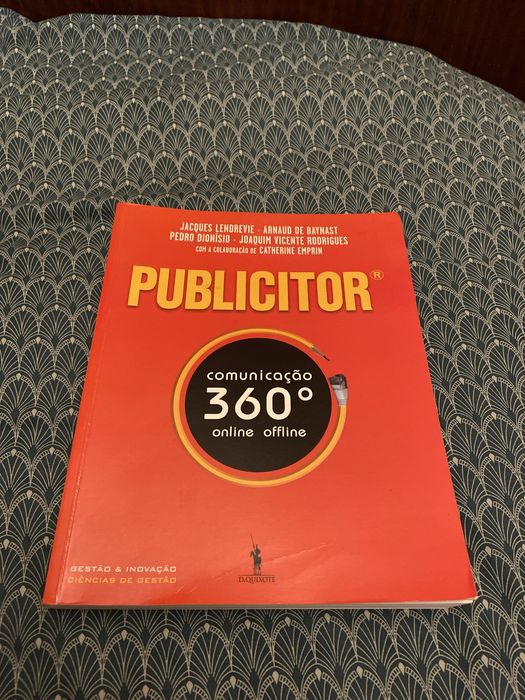 JACQUES LENDREVIE - ARNAUD DE BAYNAST
PEDRO DIONÍSIO - JOAQUIM VICENTE RODRIGUES
COM A COLABORAÇÃO DE CATHERINE EMPRIN
PUBLICITOR®
comunicação
360°
online offline
GESTÃO & INOVAÇÃO
CIÊNCIAS DE GESTÃO
D.QUIXOTE